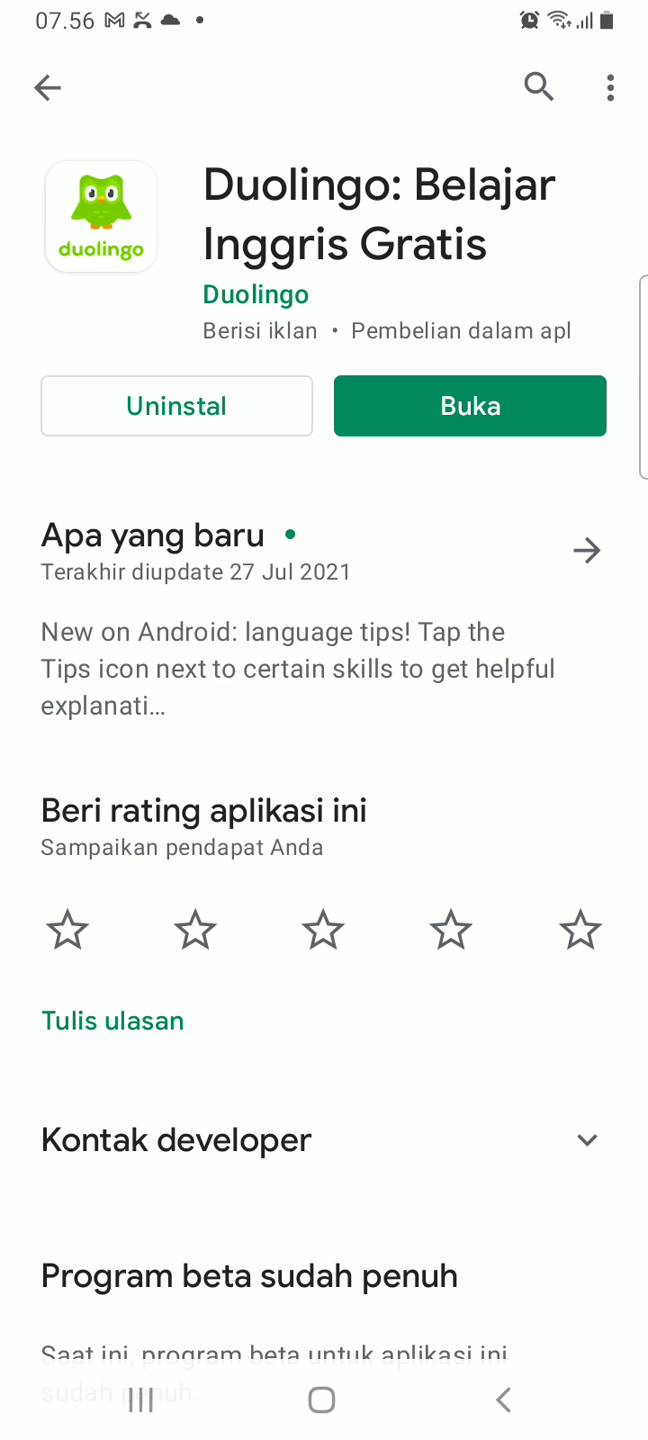 07.56
duolingo
Duolingo: Belajar
Inggris Gratis
Duolingo
Berisi iklan • Pembelian dalam apl
Uninstal
Buka
Apa yang baru
Terakhir diupdate 27 Jul 2021
New on Android: language tips! Tap the
Tips icon next to certain skills to get helpful
explanati...
Beri rating aplikasi ini
Sampaikan pendapat Anda
Tulis ulasan
Kontak developer
Program beta sudah penuh
Saat ini, program beta untuk aplikasi ini
sudah penuh.